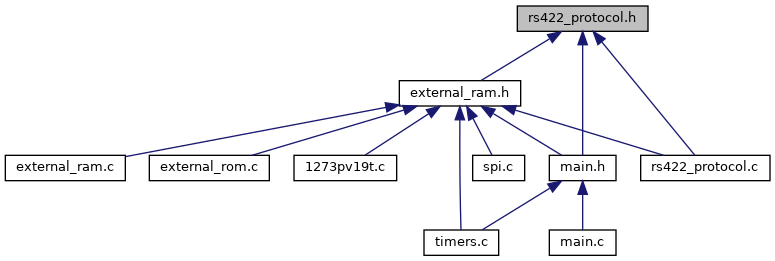 rs422_protocol.h
external_ram.h
external_ram.c
external_rom.c
1273pv19t.c
spi.c
main.h
rs422_protocol.c
timers.c
main.c